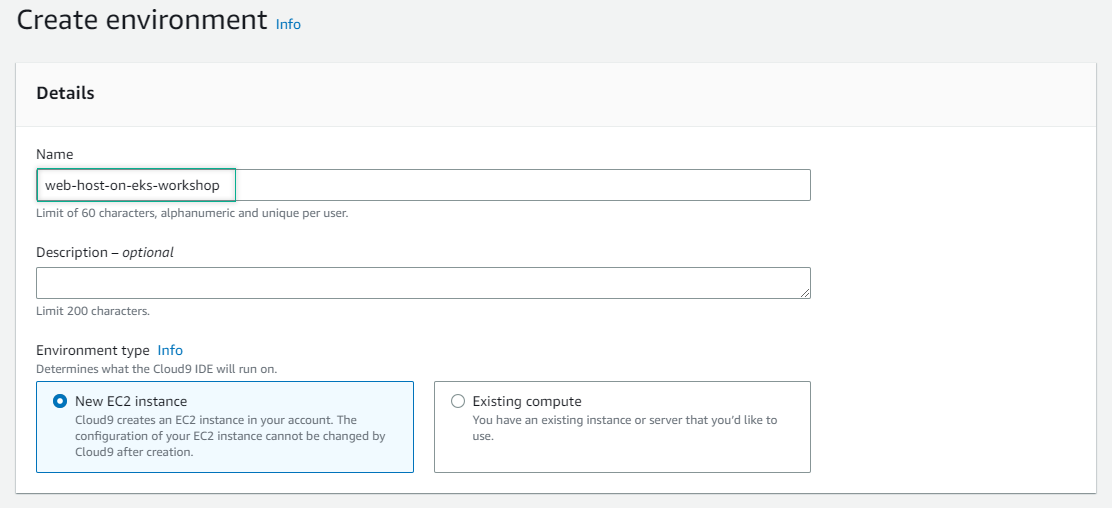 Create environment Info
Details
Name
web-host-on-eks-workshop
Limit of 60 characters, alphanumeric and unique per user.
Description – optional
Limit 200 characters.
Environment type Info
Determines what the Cloud9 IDE will run on.
New EC2 instance
Cloud9 creates an EC2 instance in your account. The
configuration of your EC2 instance cannot be changed by
Cloud9 after creation.
Existing compute
You have an existing instance or server that you'd like to
use.